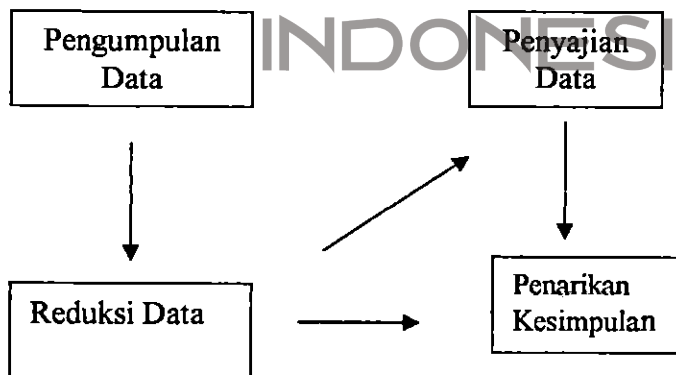 Pengumpulan
Data
INDONESI
Penyajian
Data
Reduksi Data
Penarikan
Kesimpulan